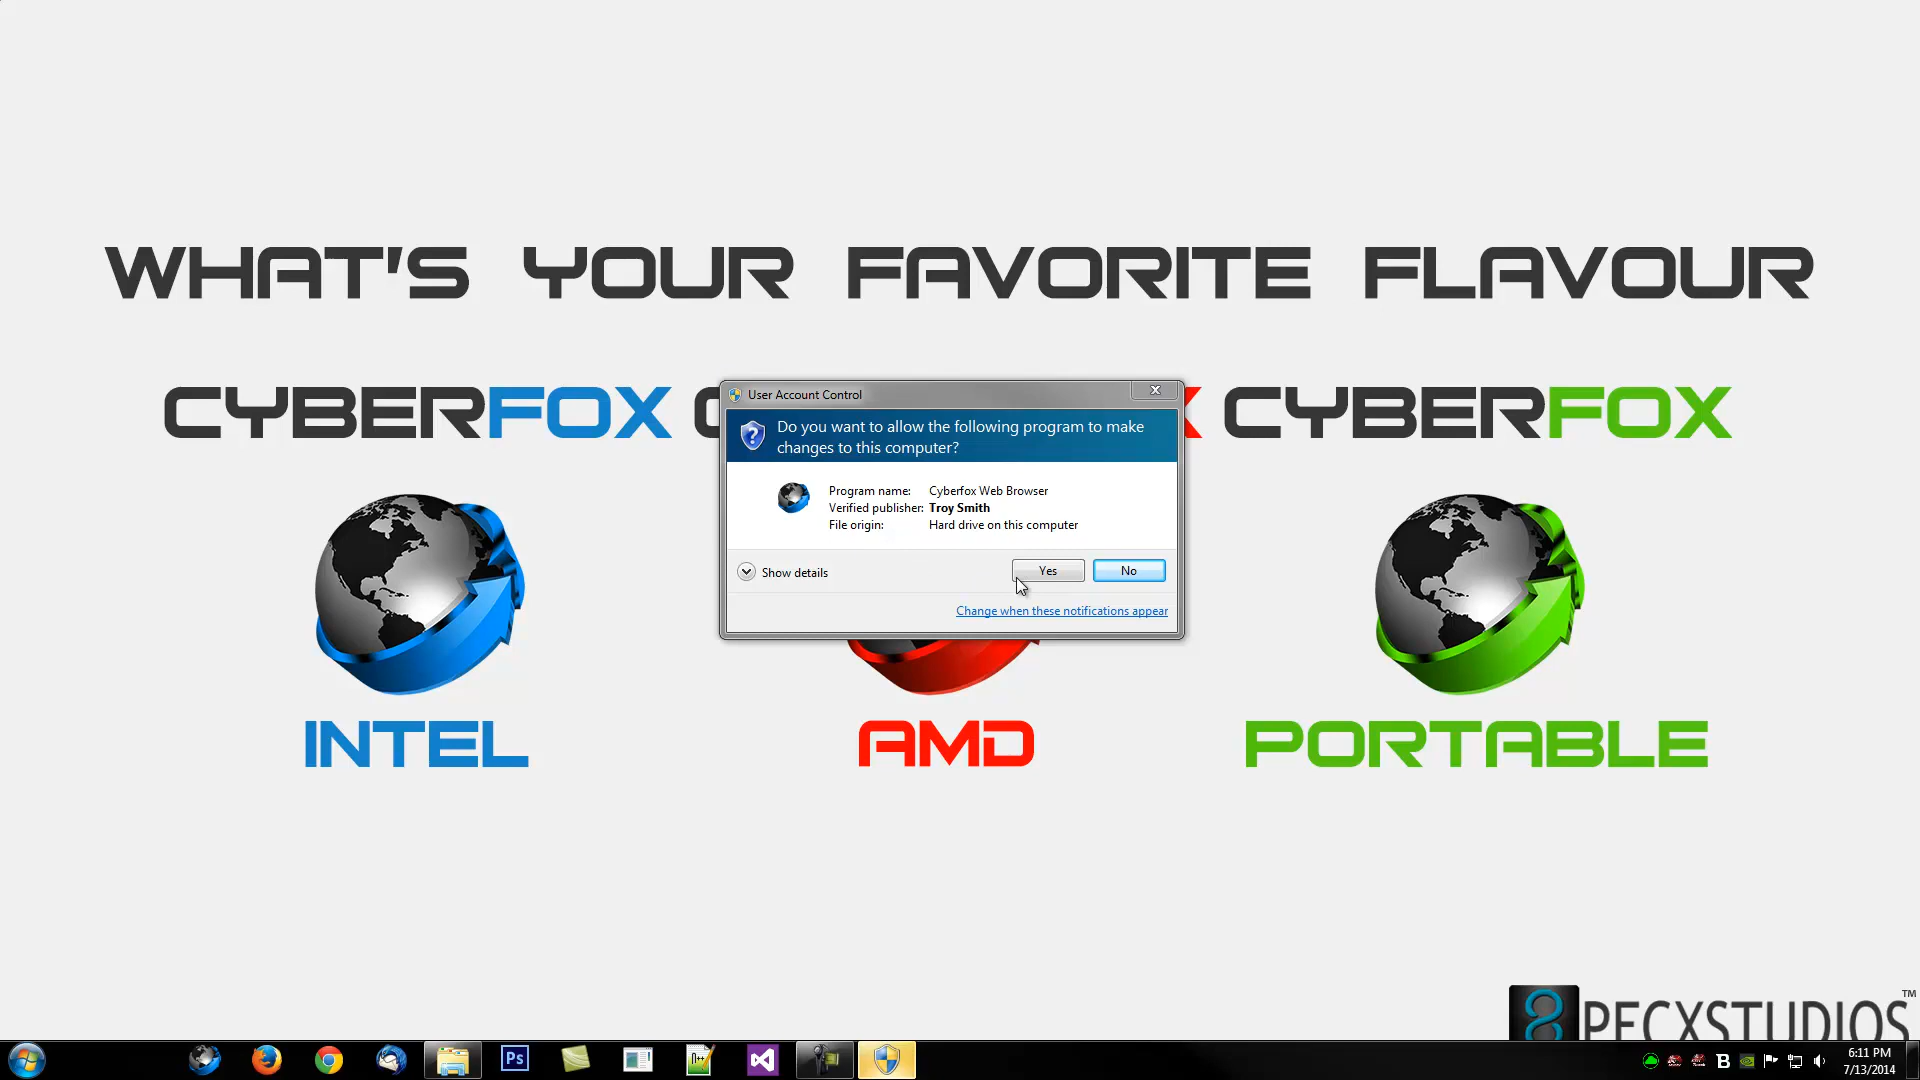 WHAT'S YOUR FAVORITE FLAVOUR
CYBERFOX
CYBERFOX
User Account Control
Do you want to allow the following program to make
changes to this computer?
Program name: Cyberfox Web Browser
Verified publisher: Troy Smith
File origin: Hard drive on this computer
Show details
Yes
No
Change when these notifications appear
INTEL
AMD
PORTABLE
PECXSTUDIOS™
Ps
B
6:11 PM
7/13/2014